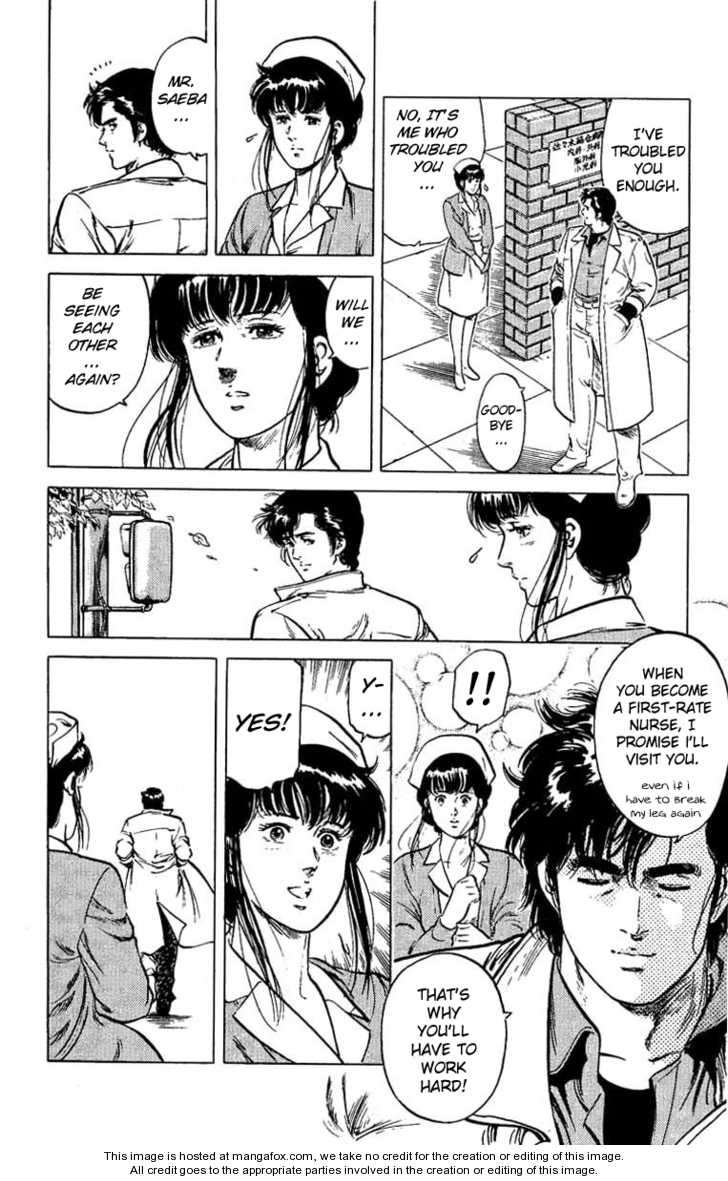 I'VE
TROUBLED
YOU
ENOUGH.
NO, IT'S
ME WHO
TROUBLED
YOU
...
GOOD-
BYE
...
MR.
SAEBA
...
WILL
WE
...
BE
SEEING
EACH
OTHER
...
AGAIN?
WHEN
YOU BECOME
A FIRST-RATE
NURSE, I
PROMISE I'LL
VISIT YOU.
even if i
have to break
my leg again
!!
THAT'S
WHY
YOU'LL
HAVE TO
WORK
HARD!
Y-
...
YES!
This image is hosted at mangafox.com, we take no credit for the creation or editing of this image.
All credit goes to the appropriate parties involved in the creation or editing of this image.